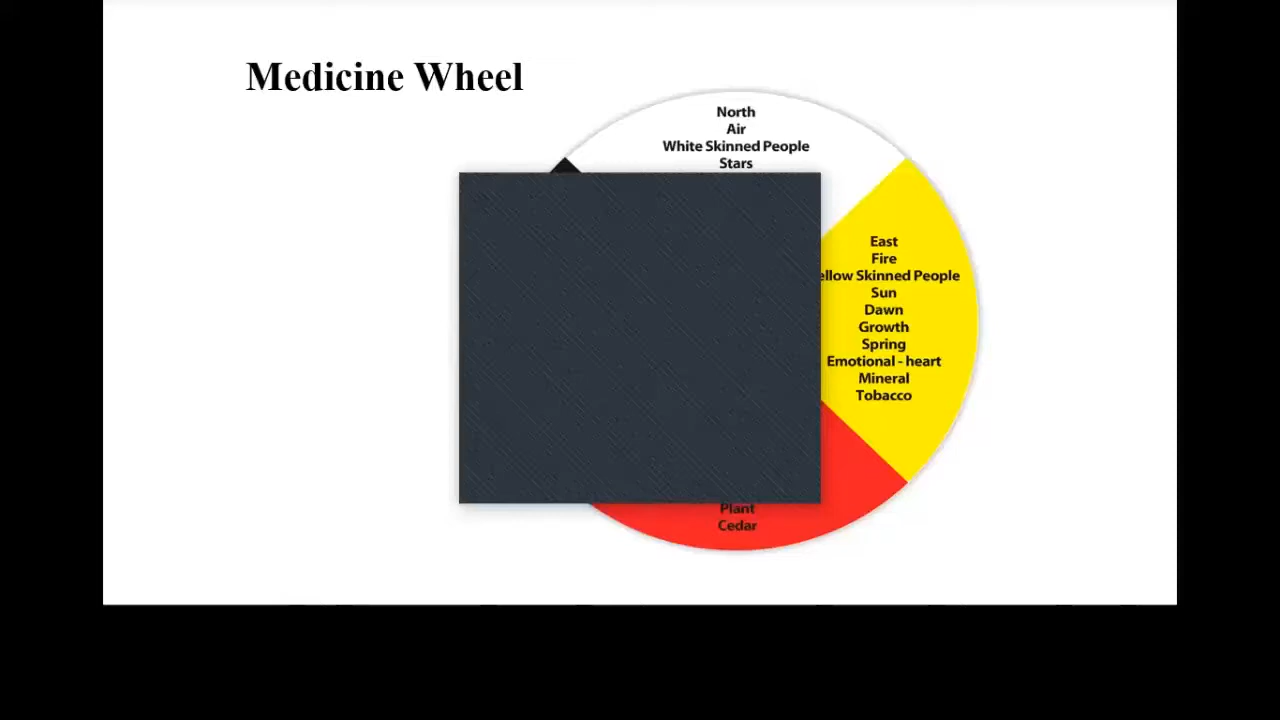 Medicine Wheel
North
Air
White Skinned People
Stars
East
Fire
Skinned People
Sun
Dawn
Growth
Spring
Emotional - heart
Mineral
Tobacco
Plant
Cedar